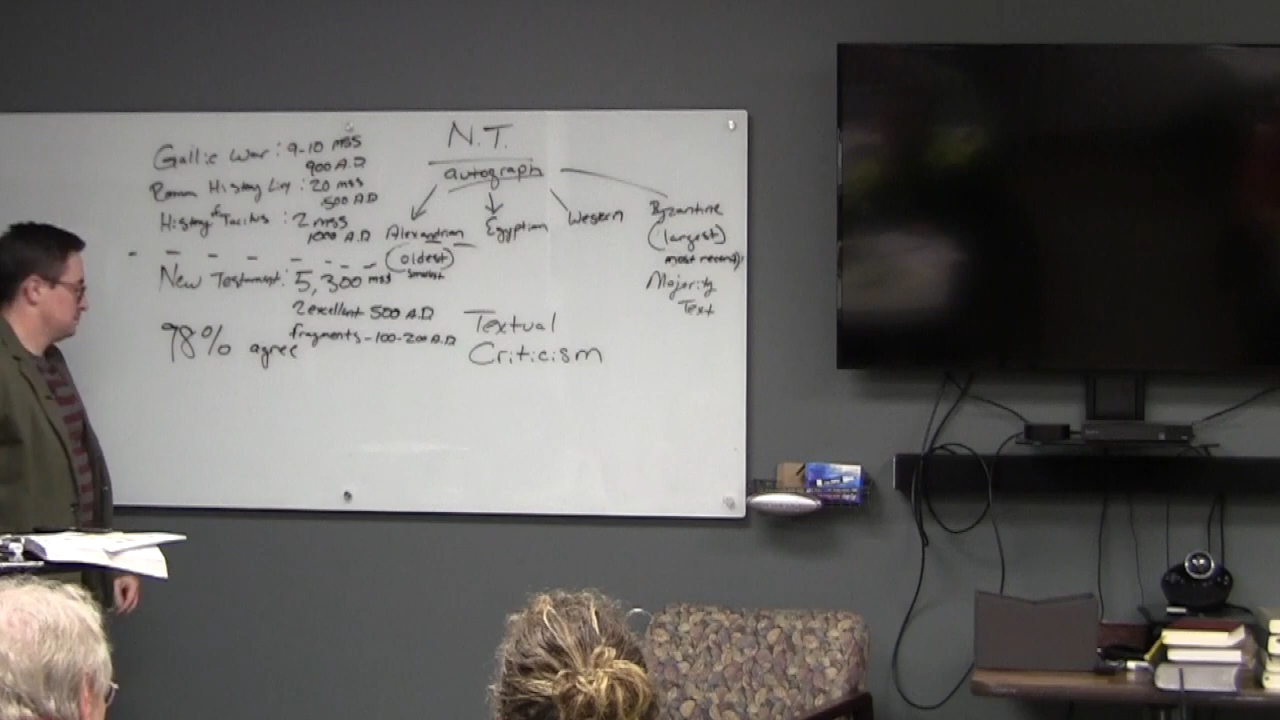 Gallic War : 9-10 mss
900 A.D
Roman History Livy : 20 mss
500 A.D
History of Tacitus : 2 mss
1000 A.D
New Testament : 5,300 mss
2 excellent 500 A.D
fragments - 100-200 A.D
98% agree
N.T.
autograph
Alexandrian
(oldest)
smallest
Egyptian
Western
Byzantine
(largest)
most recent)
Majority
Text
Textual
Criticism